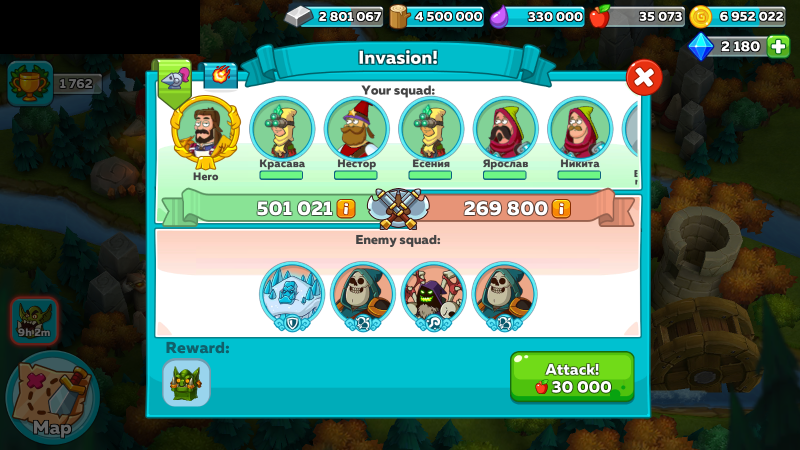 2 801 067 4 500 000 330 000 35 073 6 952 022
2 180
Invasion!
1 762
Your squad:
Hero Красава Нестор Есения Ярослав Никита
501 021 269 800
Enemy squad:
9h 2m
Map
Reward:
Attack!
30 000